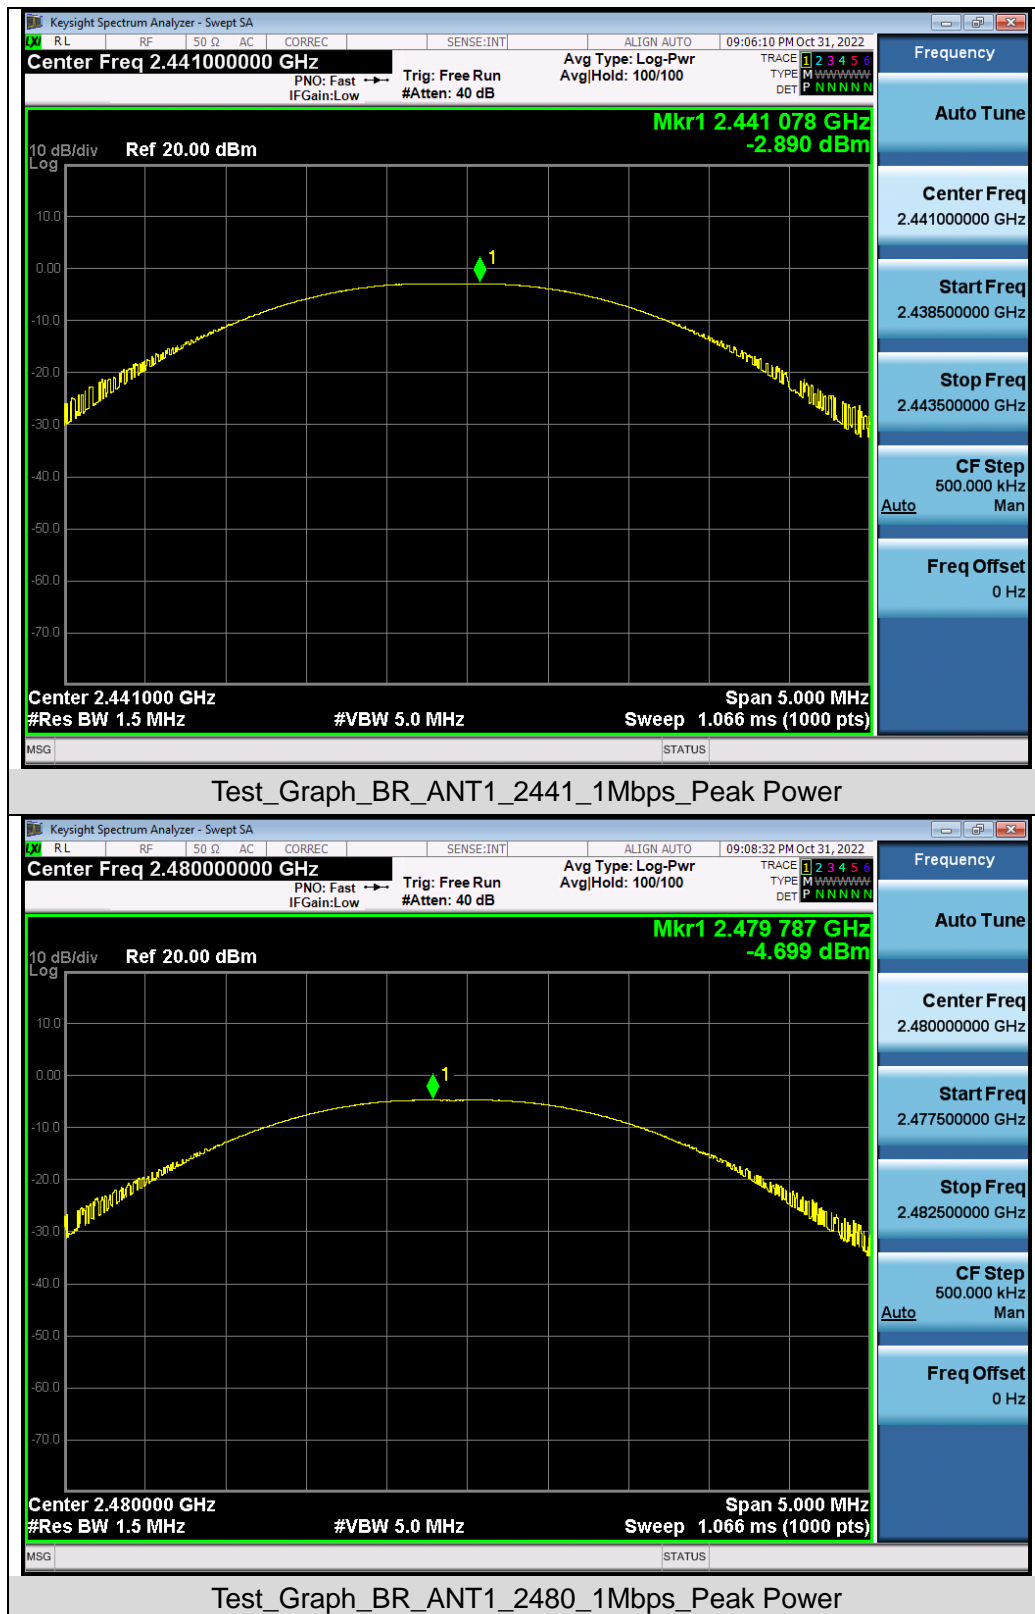 Keysight Spectrum Analyzer - Swept SA
LXI RL RF 50 Ω AC CORREC SENSE:INT ALIGN AUTO 09:06:10 PM Oct 31, 2022
Center Freq 2.441000000 GHz
PNO: Fast
IFGain:Low
Trig: Free Run
#Atten: 40 dB
Avg Type: Log-Pwr
Avg|Hold: 100/100
TRACE 1 2 3 4 5 6
TYPE M W W W W W
DET P N N N N N
Frequency
Mkr1 2.441 078 GHz
-2.890 dBm
10 dB/div Ref 20.00 dBm
Log
1
10.0
0.00
-10.0
-20.0
-30.0
-40.0
-50.0
-60.0
-70.0
Center 2.441000 GHz Span 5.000 MHz
#Res BW 1.5 MHz #VBW 5.0 MHz Sweep 1.066 ms (1000 pts)
MSG STATUS
Auto Tune
Center Freq
2.441000000 GHz
Start Freq
2.438500000 GHz
Stop Freq
2.443500000 GHz
CF Step
500.000 kHz
Auto Man
Freq Offset
0 Hz
Test_Graph_BR_ANT1_2441_1Mbps_Peak Power
Keysight Spectrum Analyzer - Swept SA
LXI RL RF 50 Ω AC CORREC SENSE:INT ALIGN AUTO 09:08:32 PM Oct 31, 2022
Center Freq 2.480000000 GHz
PNO: Fast
IFGain:Low
Trig: Free Run
#Atten: 40 dB
Avg Type: Log-Pwr
Avg|Hold: 100/100
TRACE 1 2 3 4 5 6
TYPE M W W W W W
DET P N N N N N
Frequency
Mkr1 2.479 787 GHz
-4.699 dBm
10 dB/div Ref 20.00 dBm
Log
1
10.0
0.00
-10.0
-20.0
-30.0
-40.0
-50.0
-60.0
-70.0
Center 2.480000 GHz Span 5.000 MHz
#Res BW 1.5 MHz #VBW 5.0 MHz Sweep 1.066 ms (1000 pts)
MSG STATUS
Auto Tune
Center Freq
2.480000000 GHz
Start Freq
2.477500000 GHz
Stop Freq
2.482500000 GHz
CF Step
500.000 kHz
Auto Man
Freq Offset
0 Hz
Test_Graph_BR_ANT1_2480_1Mbps_Peak Power